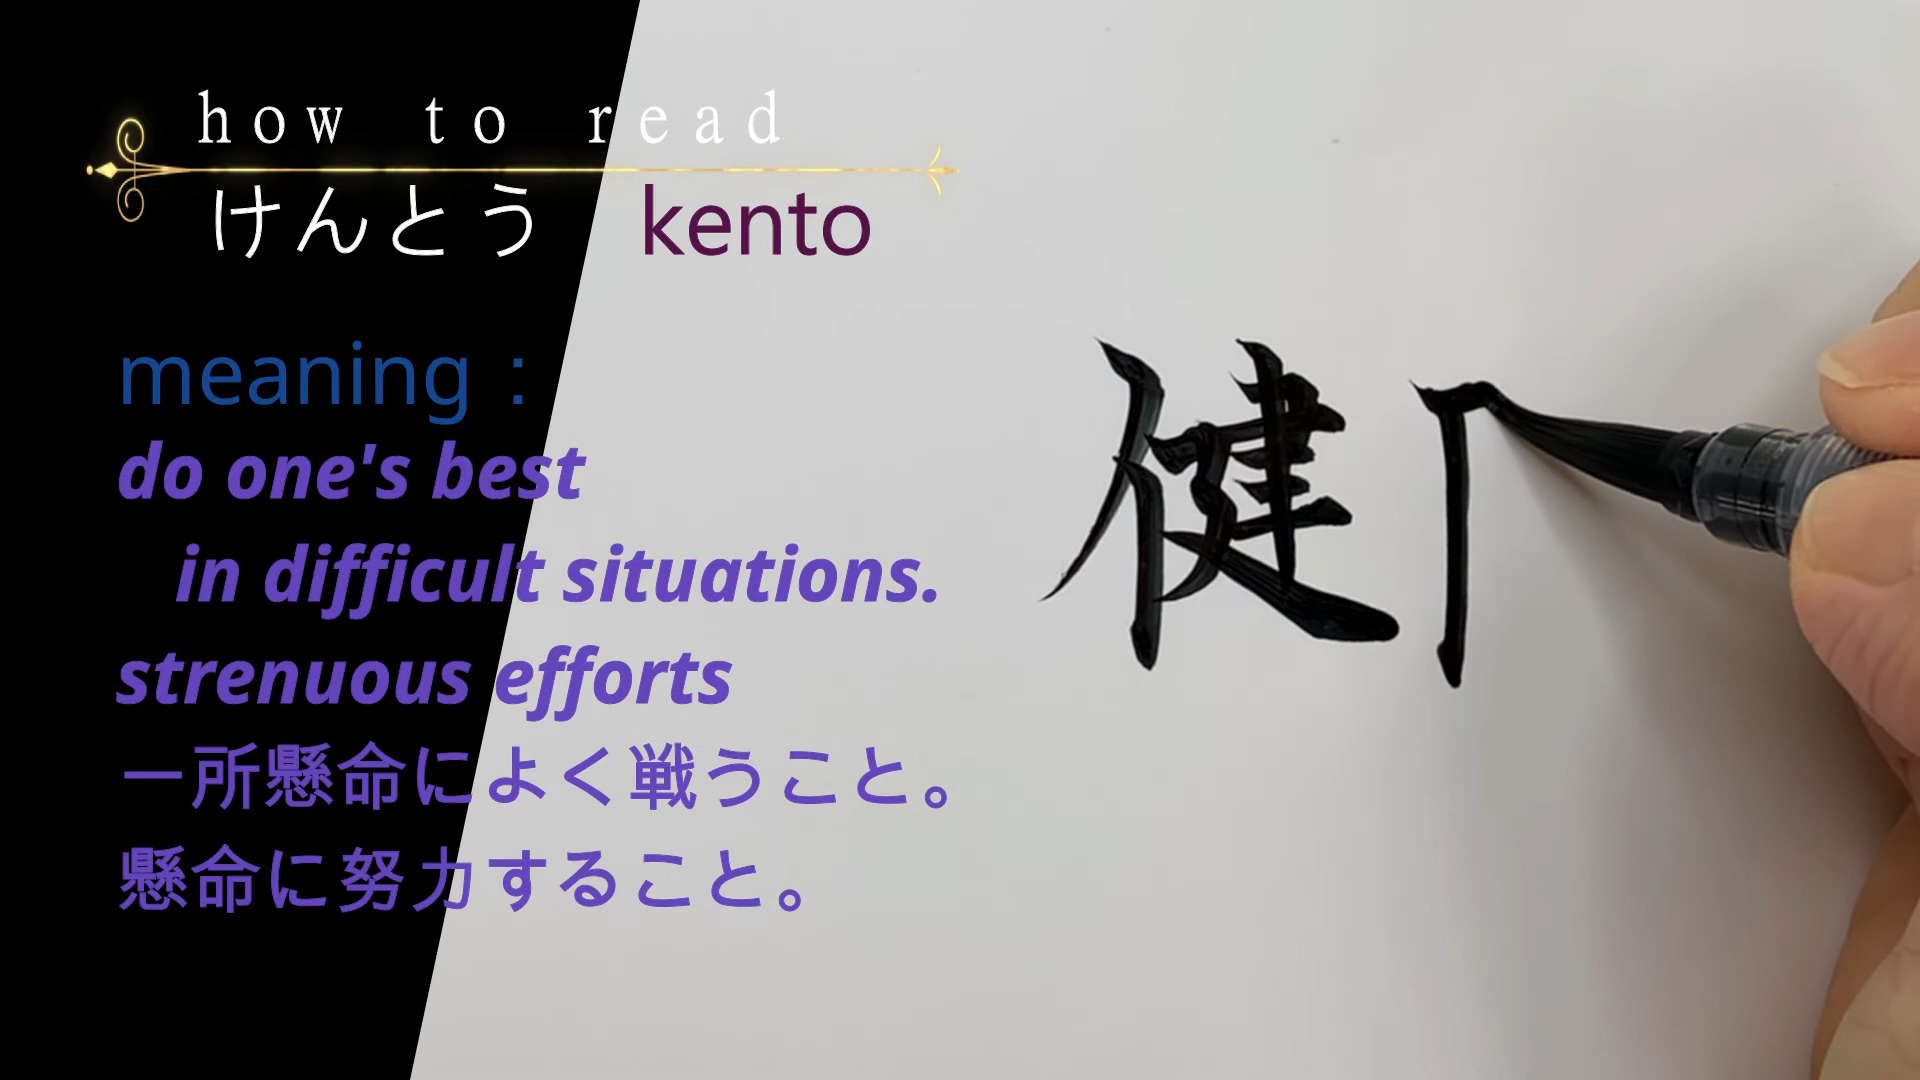 how to read
けんとう kento
meaning：
do one's best
in difficult situations.
strenuous efforts
一所懸命によく戦うこと。
懸命に努力すること。
健